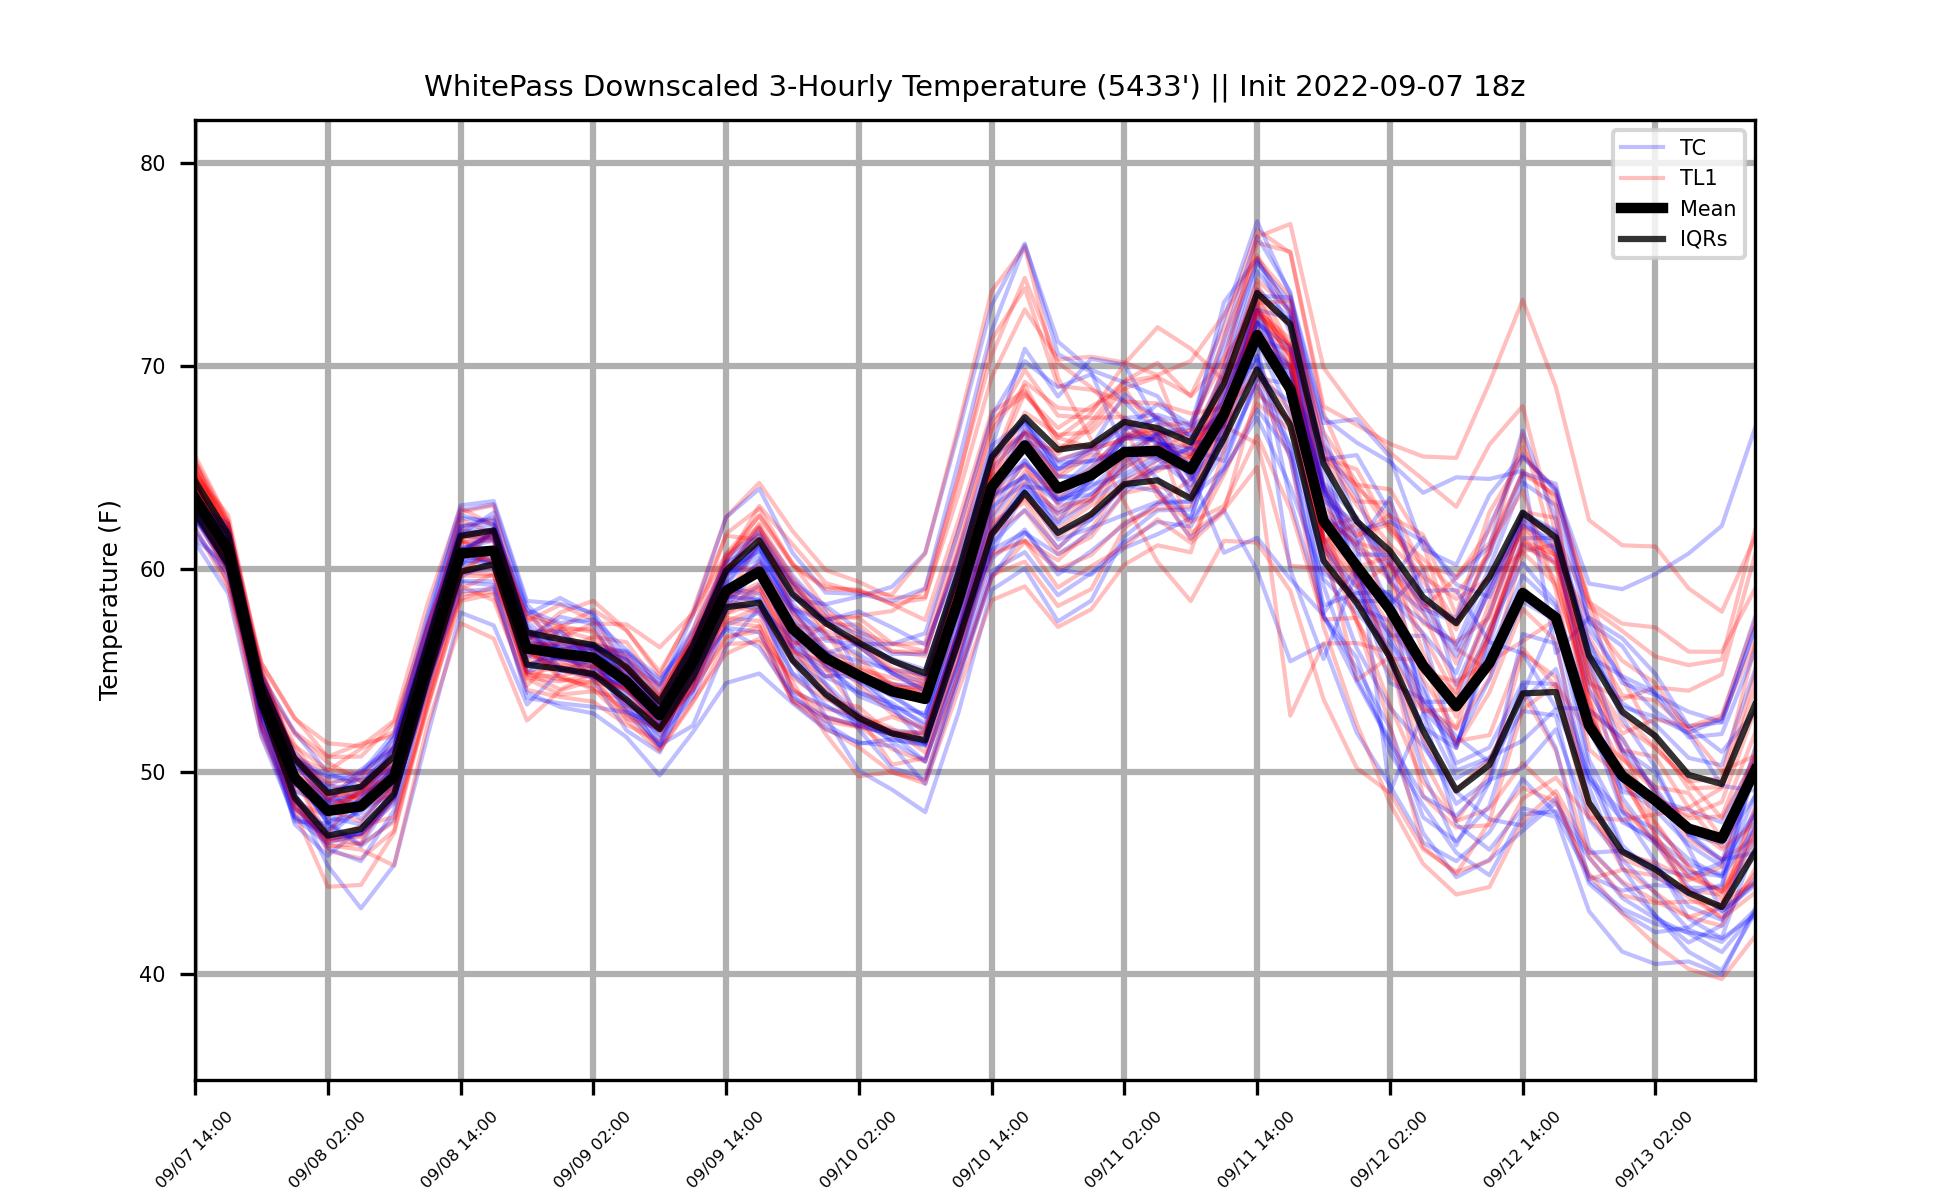 WhitePass Downscaled 3-Hourly Temperature (5433') || Init 2022-09-07 18z
TC
TL1
Mean
IQRs
Temperature (F)
80
70
60
50
40
09/07 14:00
09/08 02:00
09/08 14:00
09/09 02:00
09/09 14:00
09/10 02:00
09/10 14:00
09/11 02:00
09/11 14:00
09/12 02:00
09/12 14:00
09/13 02:00